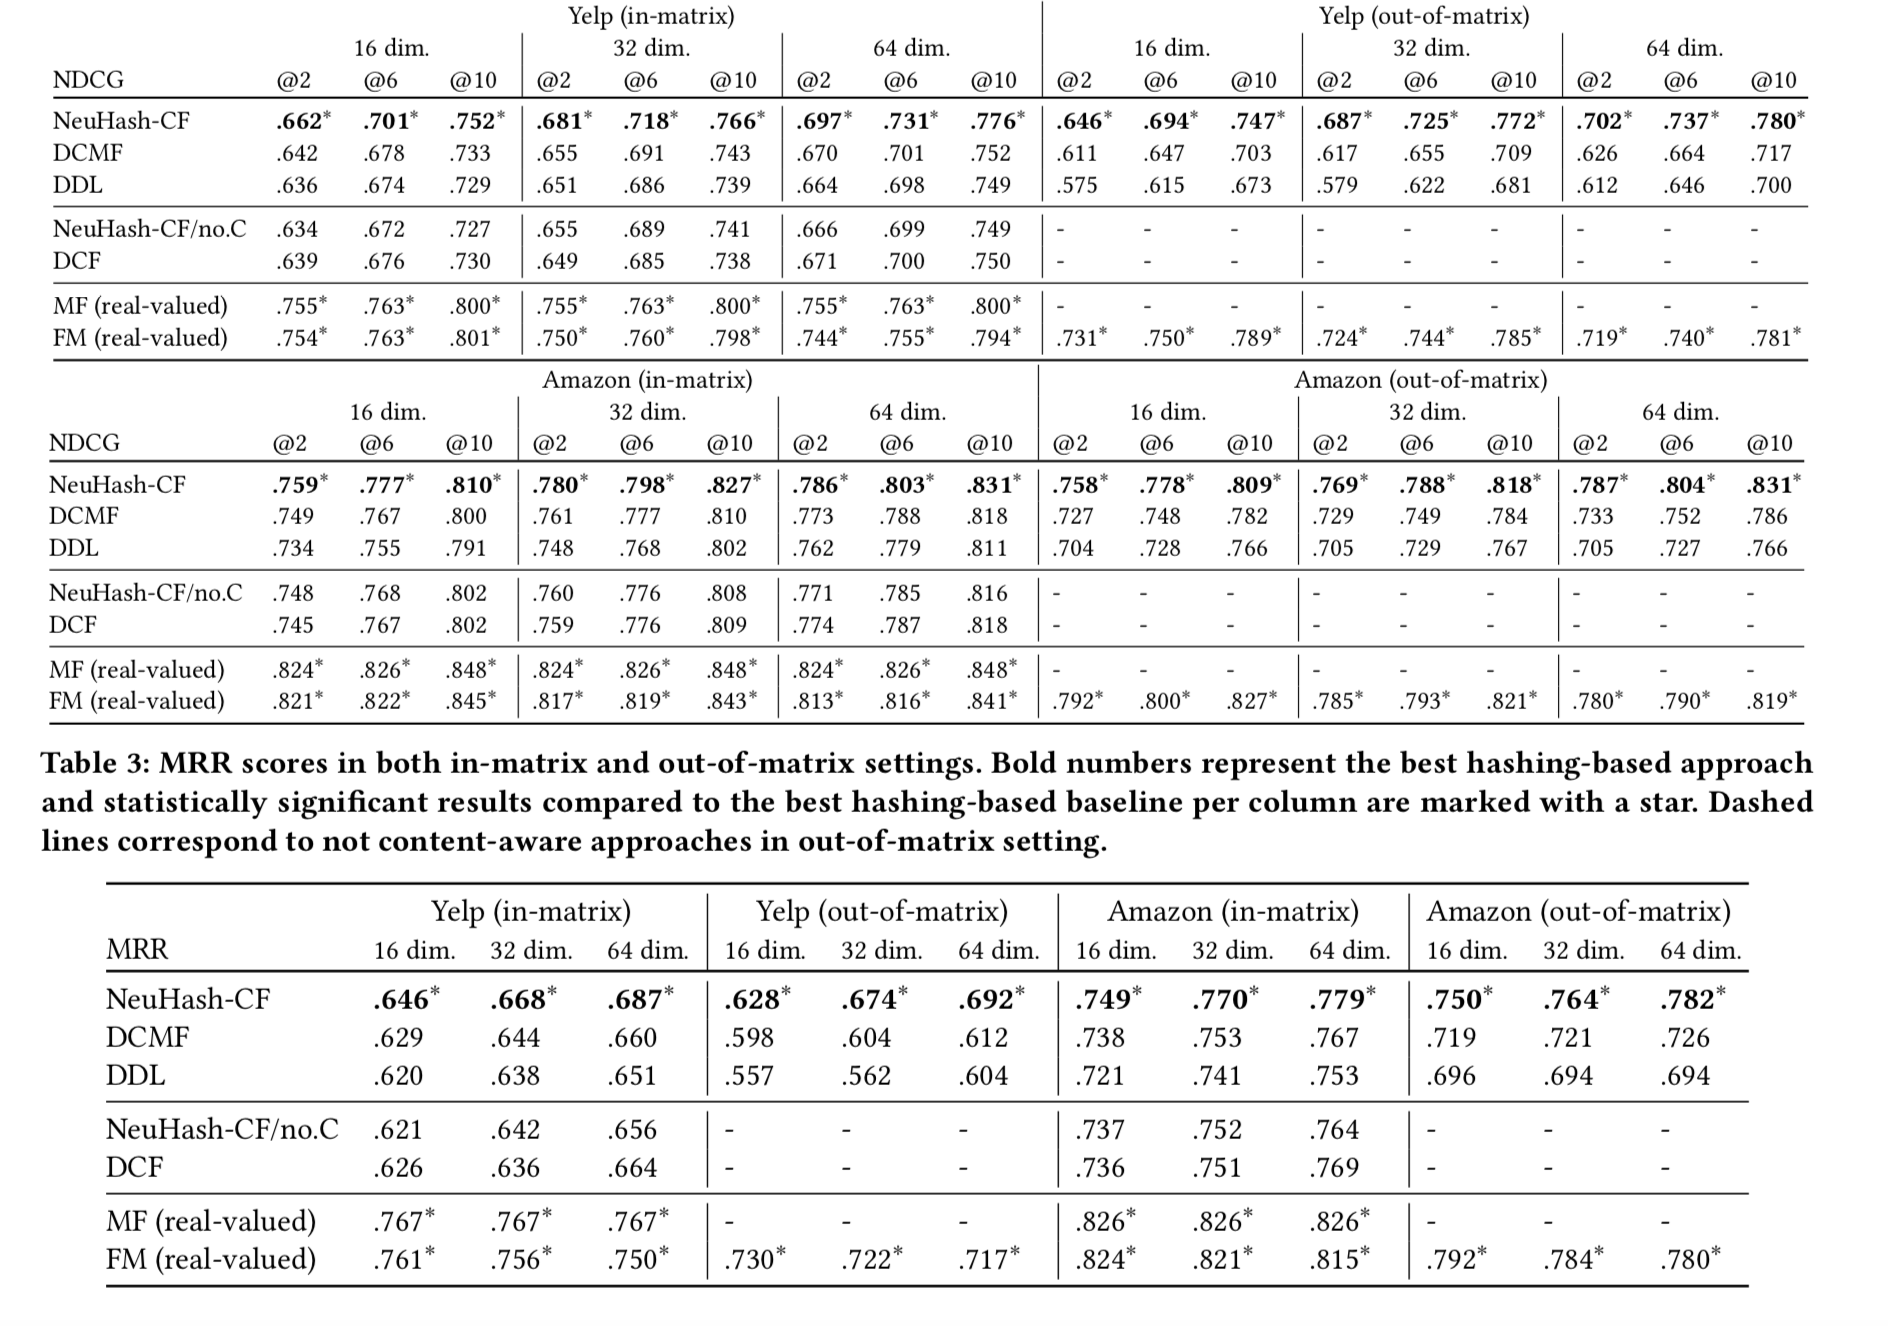 Yelp (in-matrix) Yelp (out-of-matrix)
16 dim. 32 dim. 64 dim. 16 dim. 32 dim. 64 dim.
NDCG @2 @6 @10 @2 @6 @10 @2 @6 @10 @2 @6 @10 @2 @6 @10 @2 @6 @10
NeuHash-CF .662* .701* .752* .681* .718* .766* .697* .731* .776* .646* .694* .747* .687* .725* .772* .702* .737* .780*
DCMF .642 .678 .733 .655 .691 .743 .670 .701 .752 .611 .647 .703 .617 .655 .709 .626 .664 .717
DDL .636 .674 .729 .651 .686 .739 .664 .698 .749 .575 .615 .673 .579 .622 .681 .612 .646 .700
NeuHash-CF/no.C .634 .672 .727 .655 .689 .741 .666 .699 .749 - - - - - - - - -
DCF .639 .676 .730 .649 .685 .738 .671 .700 .750 - - - - - - - - -
MF (real-valued) .755* .763* .800* .755* .763* .800* .755* .763* .800* - - - - - - - - -
FM (real-valued) .754* .763* .801* .750* .760* .798* .744* .755* .794* .731* .750* .789* .724* .744* .785* .719* .740* .781*
Amazon (in-matrix) Amazon (out-of-matrix)
16 dim. 32 dim. 64 dim. 16 dim. 32 dim. 64 dim.
NDCG @2 @6 @10 @2 @6 @10 @2 @6 @10 @2 @6 @10 @2 @6 @10 @2 @6 @10
NeuHash-CF .759* .777* .810* .780* .798* .827* .786* .803* .831* .758* .778* .809* .769* .788* .818* .787* .804* .831*
DCMF .749 .767 .800 .761 .777 .810 .773 .788 .818 .727 .748 .782 .729 .749 .784 .733 .752 .786
DDL .734 .755 .791 .748 .768 .802 .762 .779 .811 .704 .728 .766 .705 .729 .767 .705 .727 .766
NeuHash-CF/no.C .748 .768 .802 .760 .776 .808 .771 .785 .816 - - - - - - - - -
DCF .745 .767 .802 .759 .776 .809 .774 .787 .818 - - - - - - - - -
MF (real-valued) .824* .826* .848* .824* .826* .848* .824* .826* .848* - - - - - - - - -
FM (real-valued) .821* .822* .845* .817* .819* .843* .813* .816* .841* .792* .800* .827* .785* .793* .821* .780* .790* .819*
Table 3: MRR scores in both in-matrix and out-of-matrix settings. Bold numbers represent the best hashing-based approach
and statistically significant results compared to the best hashing-based baseline per column are marked with a star. Dashed
lines correspond to not content-aware approaches in out-of-matrix setting.
Yelp (in-matrix) Yelp (out-of-matrix) Amazon (in-matrix) Amazon (out-of-matrix)
MRR 16 dim. 32 dim. 64 dim. 16 dim. 32 dim. 64 dim. 16 dim. 32 dim. 64 dim. 16 dim. 32 dim. 64 dim.
NeuHash-CF .646* .668* .687* .628* .674* .692* .749* .770* .779* .750* .764* .782*
DCMF .629 .644 .660 .598 .604 .612 .738 .753 .767 .719 .721 .726
DDL .620 .638 .651 .557 .562 .604 .721 .741 .753 .696 .694 .694
NeuHash-CF/no.C .621 .642 .656 - - - .737 .752 .764 - - -
DCF .626 .636 .664 - - - .736 .751 .769 - - -
MF (real-valued) .767* .767* .767* - - - .826* .826* .826* - - -
FM (real-valued) .761* .756* .750* .730* .722* .717* .824* .821* .815* .792* .784* .780*